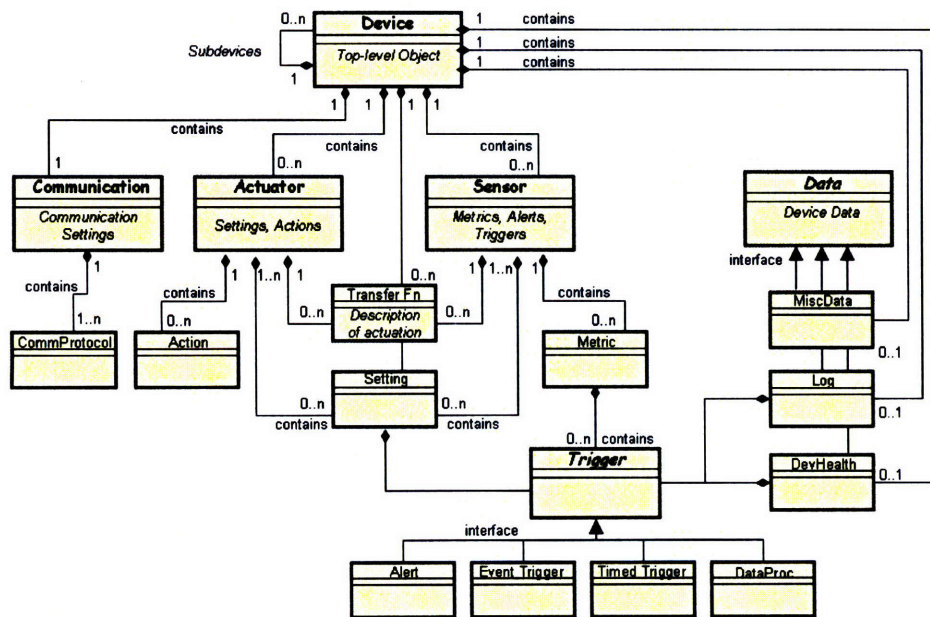 0..n
Device
1
contains
Subdevices
Top-level Object
1
contains
1
contains
1
1
1
1
1
contains
contains
contains
1
0..n
0..n
Communication
Communication
Settings
Actuator
Settings, Actions
Sensor
Metrics, Alerts,
Triggers
Data
Device Data
interface
1
1
1..n
1
0..n
1
1..n
1
contains
contains
contains
1..n
0..n
0..n
Transfer Fn
Description
of actuation
0..n
0..n
MiscData
CommProtocol
Action
Metric
0..1
Setting
Log
0..n
0..n
0..1
contains
contains
0..n
contains
Trigger
DevHealth
0..1
interface
Alert
Event Trigger
Timed Trigger
DataProc